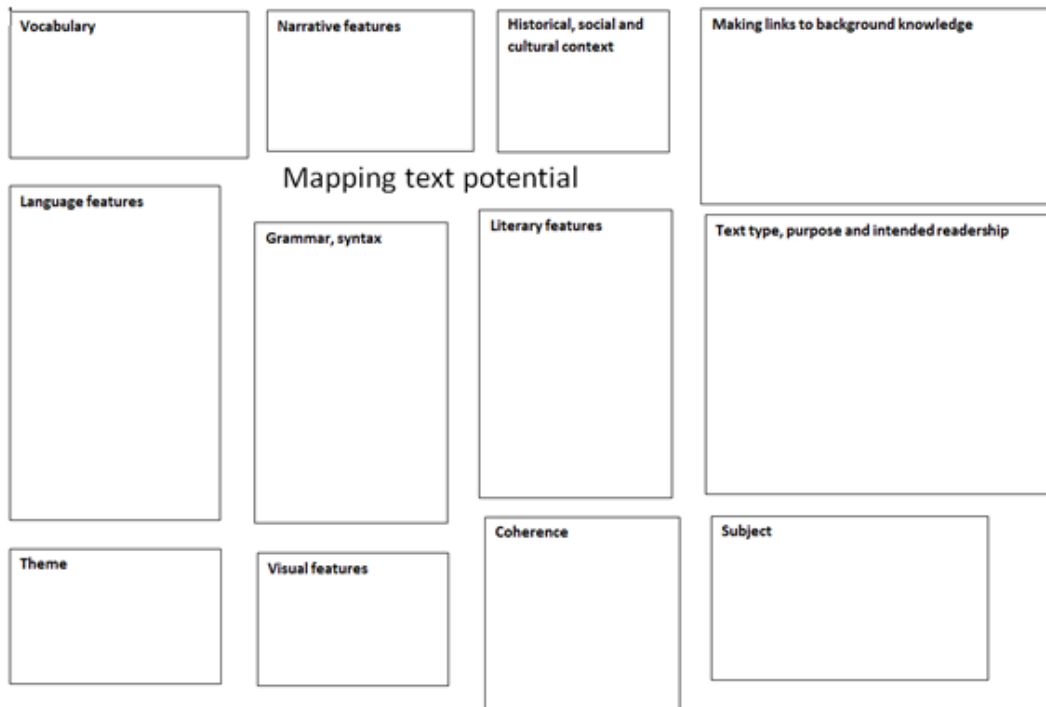 Vocabulary
Narrative features
Historical, social and
cultural context
Making links to background knowledge
Mapping text potential
Language features
Grammar, syntax
Literary features
Text type, purpose and intended readership
Theme
Visual features
Coherence
Subject